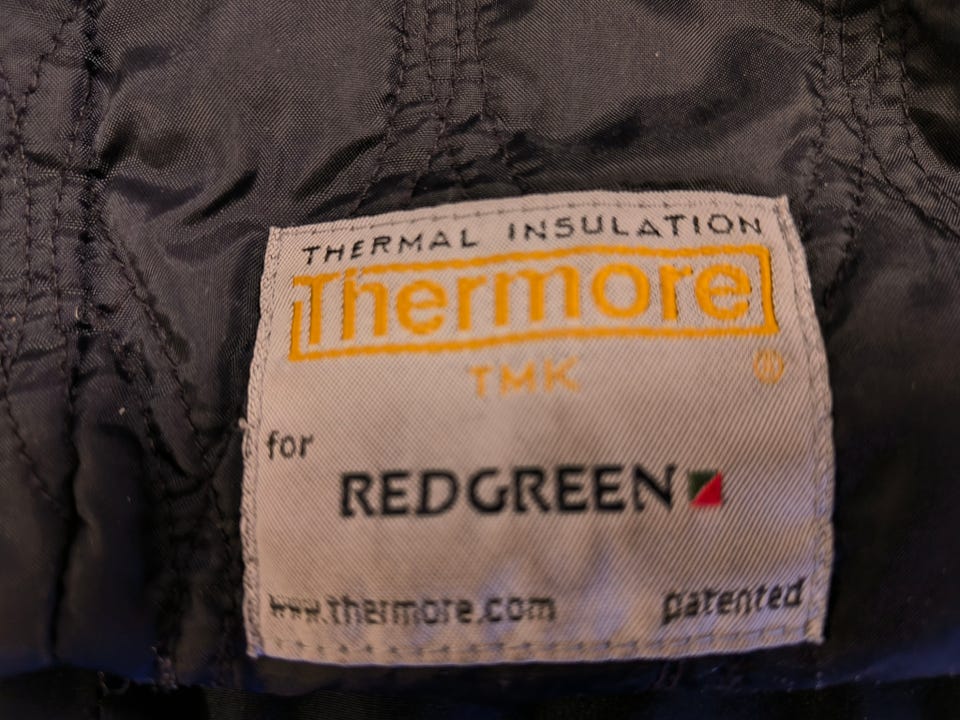 THERMAL INSULATION
Thermore
TMK ®
for
REDGREEN
www.thermore.com patented